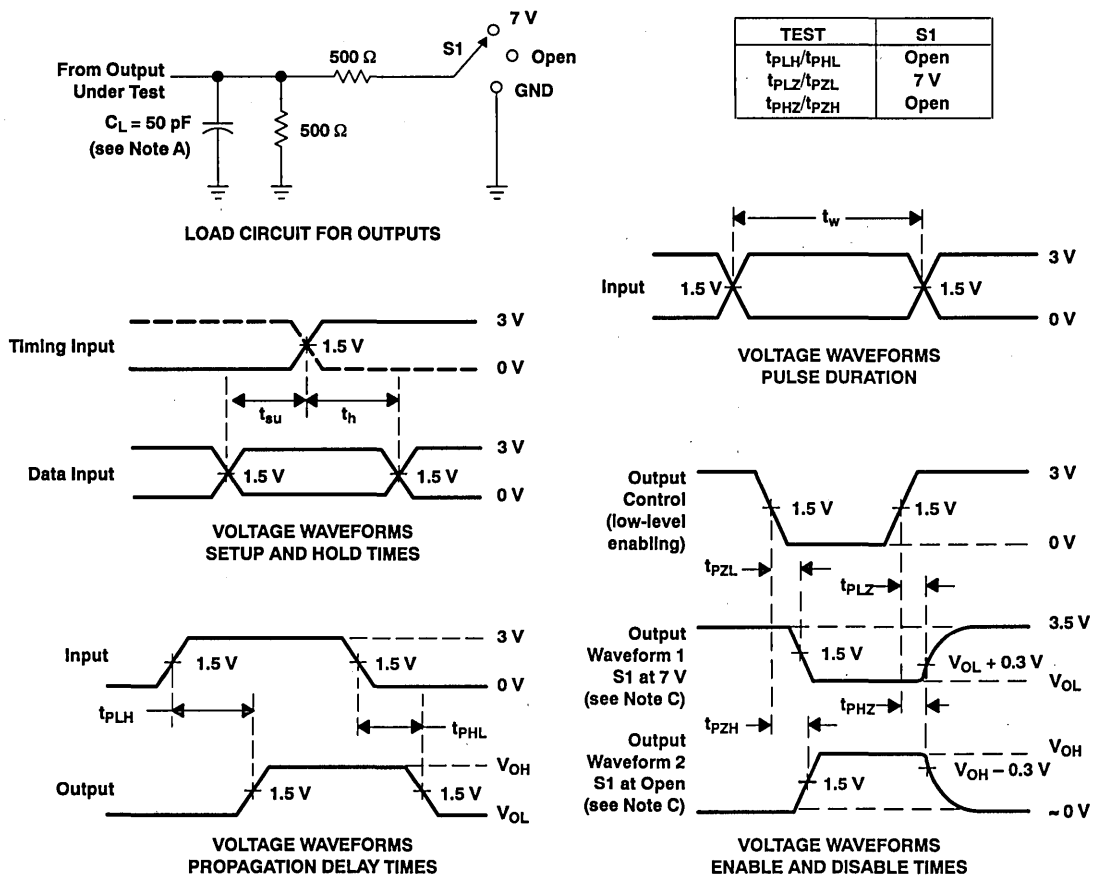 7 V
S1
Open
GND
500 Ω
From Output
Under Test
C_L = 50 pF
(see Note A)
500 Ω
LOAD CIRCUIT FOR OUTPUTS
TEST S1
t_PLH/t_PHL Open
t_PLZ/t_PZL 7 V
t_PHZ/t_PZH Open
t_w
3 V
Input 1.5 V 1.5 V
0 V
VOLTAGE WAVEFORMS
PULSE DURATION
3 V
Timing Input 1.5 V
0 V
t_su t_h
3 V
Data Input 1.5 V 1.5 V
0 V
VOLTAGE WAVEFORMS
SETUP AND HOLD TIMES
3 V
Input 1.5 V 1.5 V
0 V
t_PLH t_PHL
V_OH
Output 1.5 V 1.5 V
V_OL
VOLTAGE WAVEFORMS
PROPAGATION DELAY TIMES
Output
Control
(low-level
enabling)
3 V
1.5 V 1.5 V
0 V
t_PZL t_PLZ
Output
Waveform 1
S1 at 7 V
(see Note C)
3.5 V
1.5 V V_OL + 0.3 V
V_OL
t_PZH t_PHZ
Output
Waveform 2
S1 at Open
(see Note C)
V_OH
1.5 V V_OH − 0.3 V
~ 0 V
VOLTAGE WAVEFORMS
ENABLE AND DISABLE TIMES